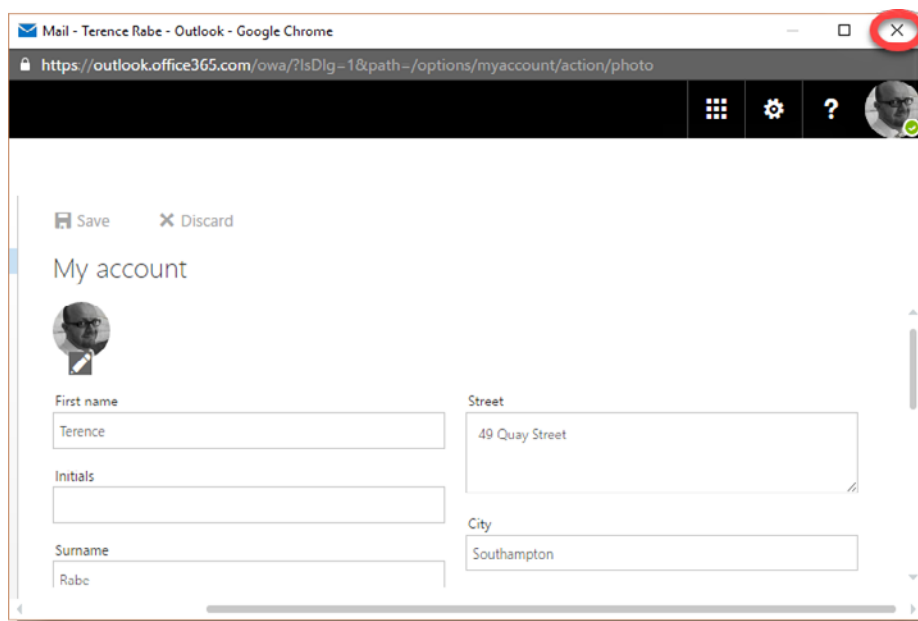 Mail - Terence Rabe - Outlook - Google Chrome
https://outlook.office365.com/owa/?IsDlg=1&path=/options/myaccount/action/photo
?
Save Discard
My account
First name
Terence
Initials
Surname
Rabe
Street
49 Quay Street
City
Southampton